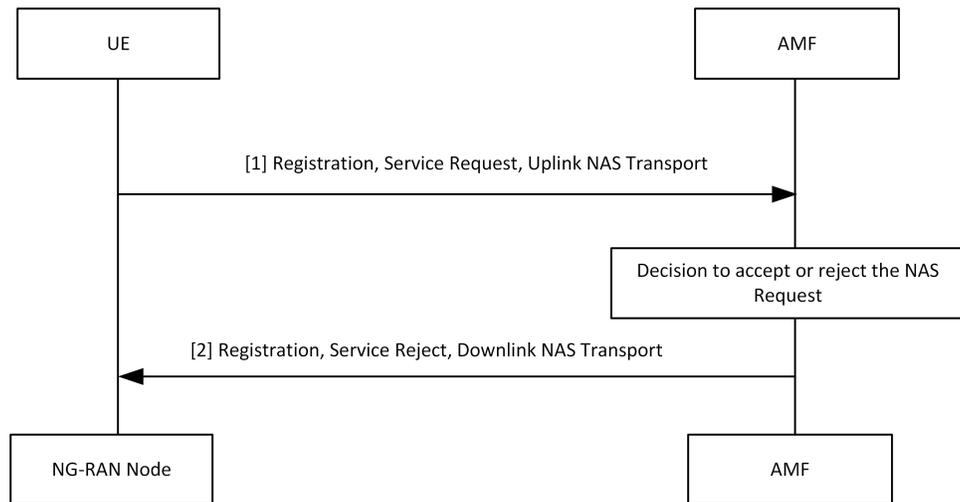 UE
AMF
[1] Registration, Service Request, Uplink NAS Transport
Decision to accept or reject the NAS
Request
[2] Registration, Service Reject, Downlink NAS Transport
NG-RAN Node
AMF